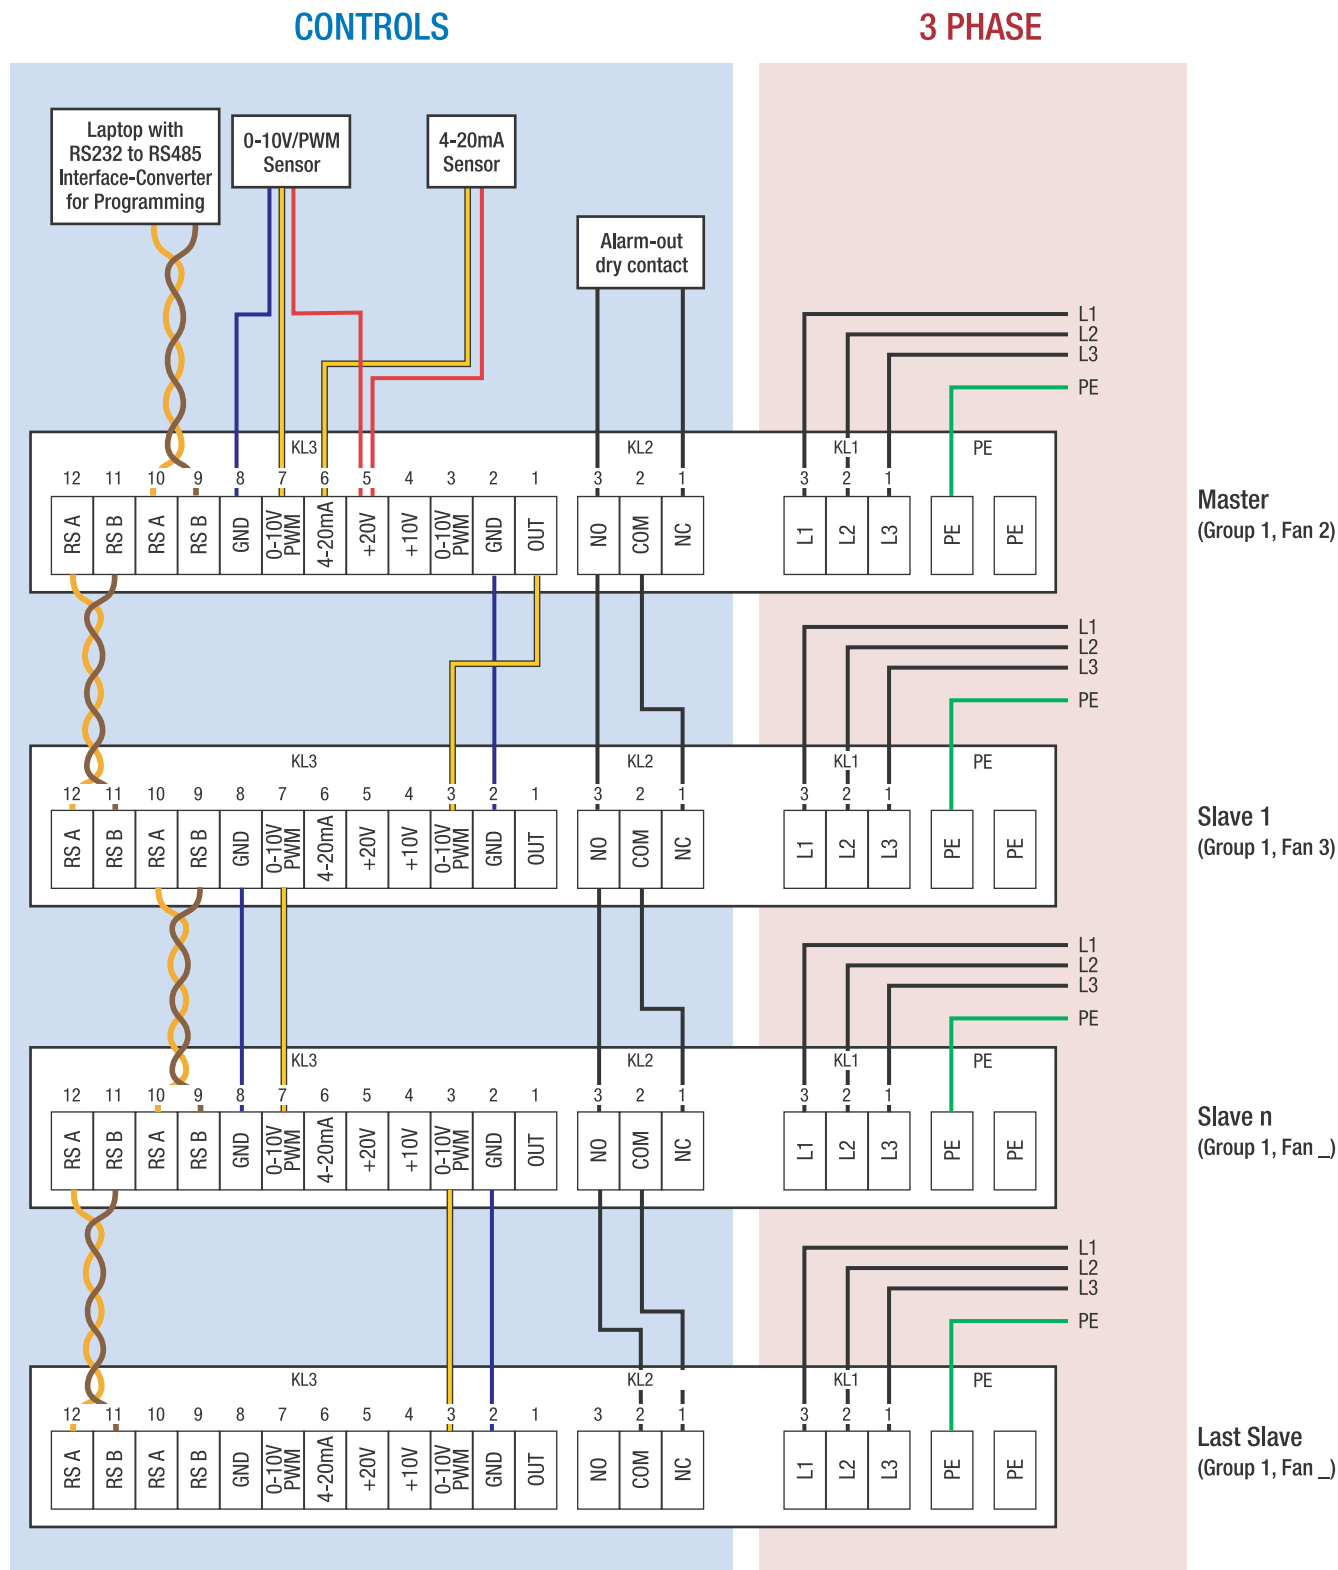 CONTROLS
3 PHASE
Laptop with
RS232 to RS485
Interface-Converter
for Programming
0-10V/PWM
Sensor
4-20mA
Sensor
Alarm-out
dry contact
L1
L2
L3
PE
KL3 KL2 KL1 PE
12 11 10 9 8 7 6 5 4 3 2 1 3 2 1 3 2 1
RS A RS B RS A RS B GND 0-10V PWM 4-20mA +20V +10V 0-10V PWM GND OUT NO COM NC L1 L2 L3 PE PE
Master
(Group 1, Fan 2)
L1
L2
L3
PE
KL3 KL2 KL1 PE
12 11 10 9 8 7 6 5 4 3 2 1 3 2 1 3 2 1
RS A RS B RS A RS B GND 0-10V PWM 4-20mA +20V +10V 0-10V PWM GND OUT NO COM NC L1 L2 L3 PE PE
Slave 1
(Group 1, Fan 3)
L1
L2
L3
PE
KL3 KL2 KL1 PE
12 11 10 9 8 7 6 5 4 3 2 1 3 2 1 3 2 1
RS A RS B RS A RS B GND 0-10V PWM 4-20mA +20V +10V 0-10V PWM GND OUT NO COM NC L1 L2 L3 PE PE
Slave n
(Group 1, Fan _)
L1
L2
L3
PE
KL3 KL2 KL1 PE
12 11 10 9 8 7 6 5 4 3 2 1 3 2 1 3 2 1
RS A RS B RS A RS B GND 0-10V PWM 4-20mA +20V +10V 0-10V PWM GND OUT NO COM NC L1 L2 L3 PE PE
Last Slave
(Group 1, Fan _)